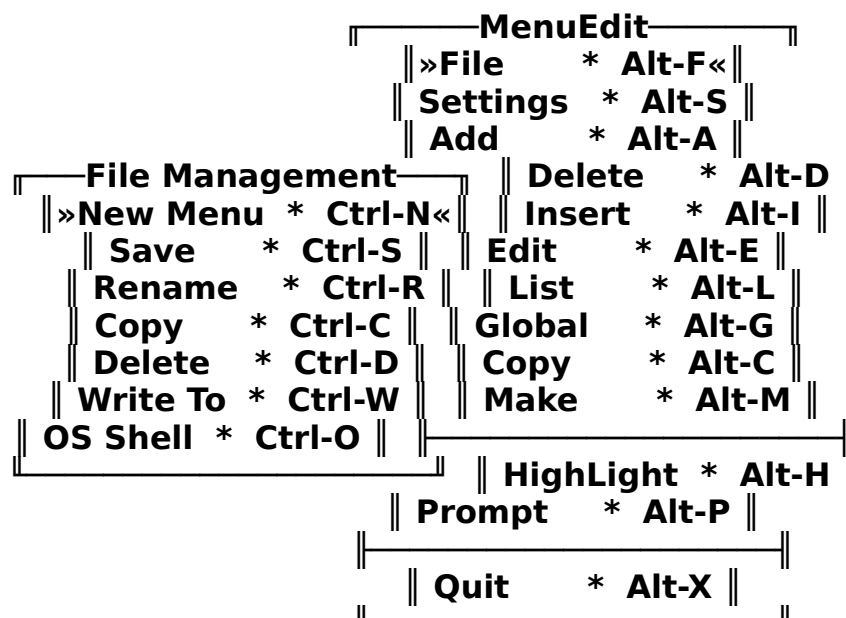 ╓─────MenuEdit──────╖
║»File * Alt-F«║
║ Settings * Alt-S ║
║ Add * Alt-A ║
╓───File Management───╖ ║ Delete * Alt-D
║»New Menu * Ctrl-N«║ ║ Insert * Alt-I ║
║ Save * Ctrl-S ║ ║ Edit * Alt-E ║
║ Rename * Ctrl-R ║ ║ List * Alt-L ║
║ Copy * Ctrl-C ║ ║ Global * Alt-G ║
║ Delete * Ctrl-D ║ ║ Copy * Alt-C ║
║ Write To * Ctrl-W ║ ║ Make * Alt-M ║
║ OS Shell * Ctrl-O ║ ╟───────────────────╢
╙───────────────────╜ ║ HighLight * Alt-H
║ Prompt * Alt-P ║
╟───────────────────╢
║ Quit * Alt-X ║